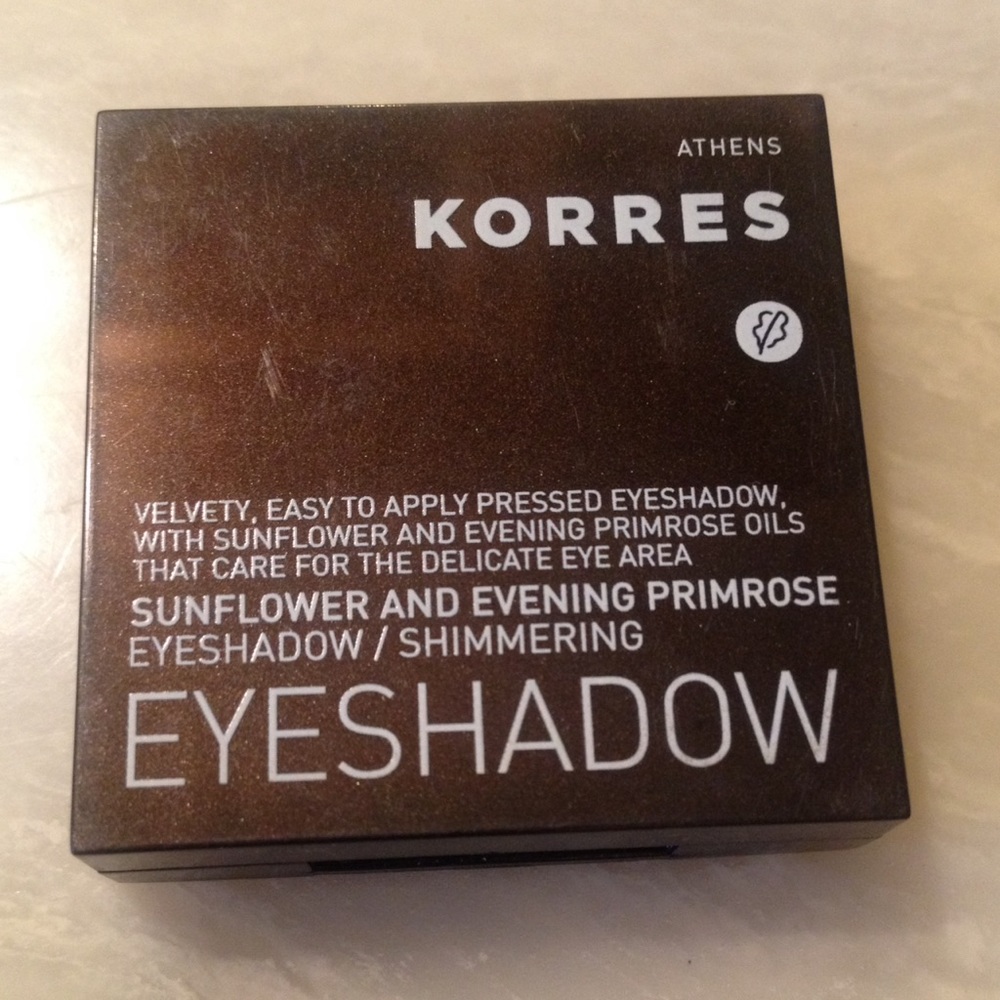 ATHENS
KORRES
VELVETY, EASY TO APPLY PRESSED EYESHADOW,
WITH SUNFLOWER AND EVENING PRIMROSE OILS
THAT CARE FOR THE DELICATE EYE AREA
SUNFLOWER AND EVENING PRIMROSE
EYESHADOW / SHIMMERING
EYESHADOW